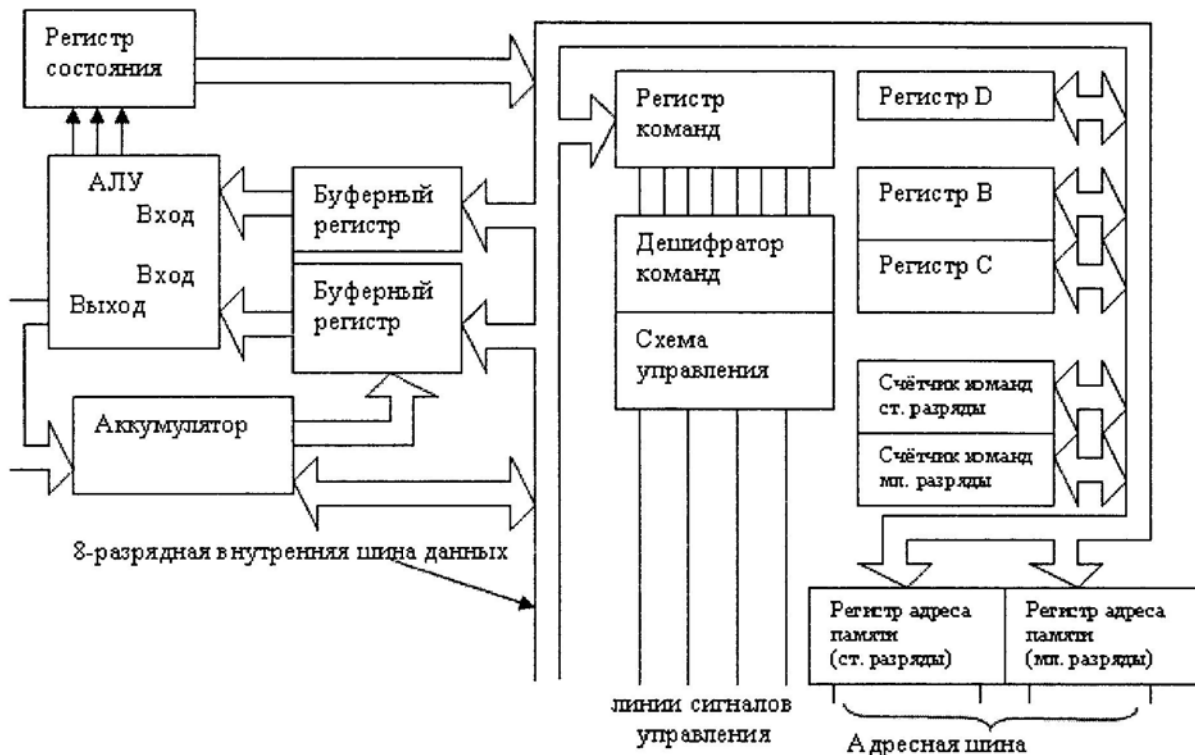 Регистр
состояния
АЛУ
Вход
Вход
Выход
Буферный
регистр
Буферный
регистр
Аккумулятор
8-разрядная внутренняя шина данных
Регистр
команд
Дешифратор
команд
Схема
управления
линии сигналов
управления
Регистр D
Регистр B
Регистр C
Счётчик команд
ст. разряды
Счётчик команд
мл. разряды
Регистр адреса
памяти
(ст. разряды)
Регистр адреса
памяти
(мл. разряды)
Адресная шина